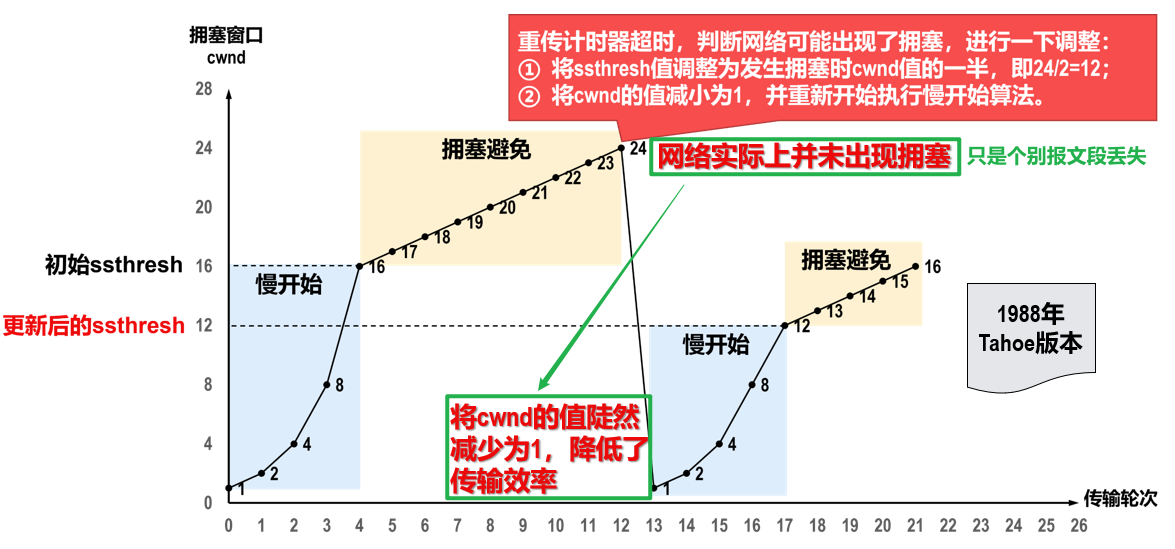 拥塞窗口
cwnd
重传计时器超时，判断网络可能出现了拥塞，进行一下调整：
① 将ssthresh值调整为发生拥塞时cwnd值的一半，即24/2=12；
② 将cwnd的值减小为1，并重新开始执行慢开始算法。
28
24
20
初始ssthresh 16
更新后的ssthresh 12
8
4
0
拥塞避免
24
23
22
21
20
19
18
17
16
网络实际上并未出现拥塞
只是个别报文段丢失
慢开始
8
4
2
1
拥塞避免
16
15
14
13
12
慢开始
8
4
2
1
1988年
Tahoe版本
将cwnd的值陡然
减少为1，降低了
传输效率
传输轮次
0 1 2 3 4 5 6 7 8 9 10 11 12 13 14 15 16 17 18 19 20 21 22 23 24 25 26